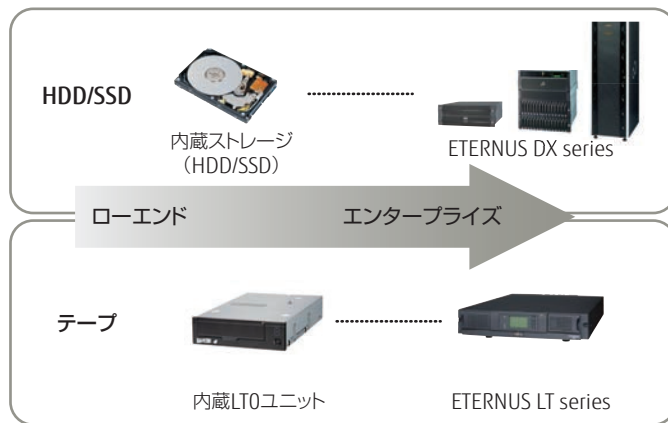 HDD/SSD
内蔵ストレージ
（HDD/SSD）
ETERNUS DX series
ローエンド
エンタープライズ
テープ
内蔵LTOユニット
ETERNUS LT series